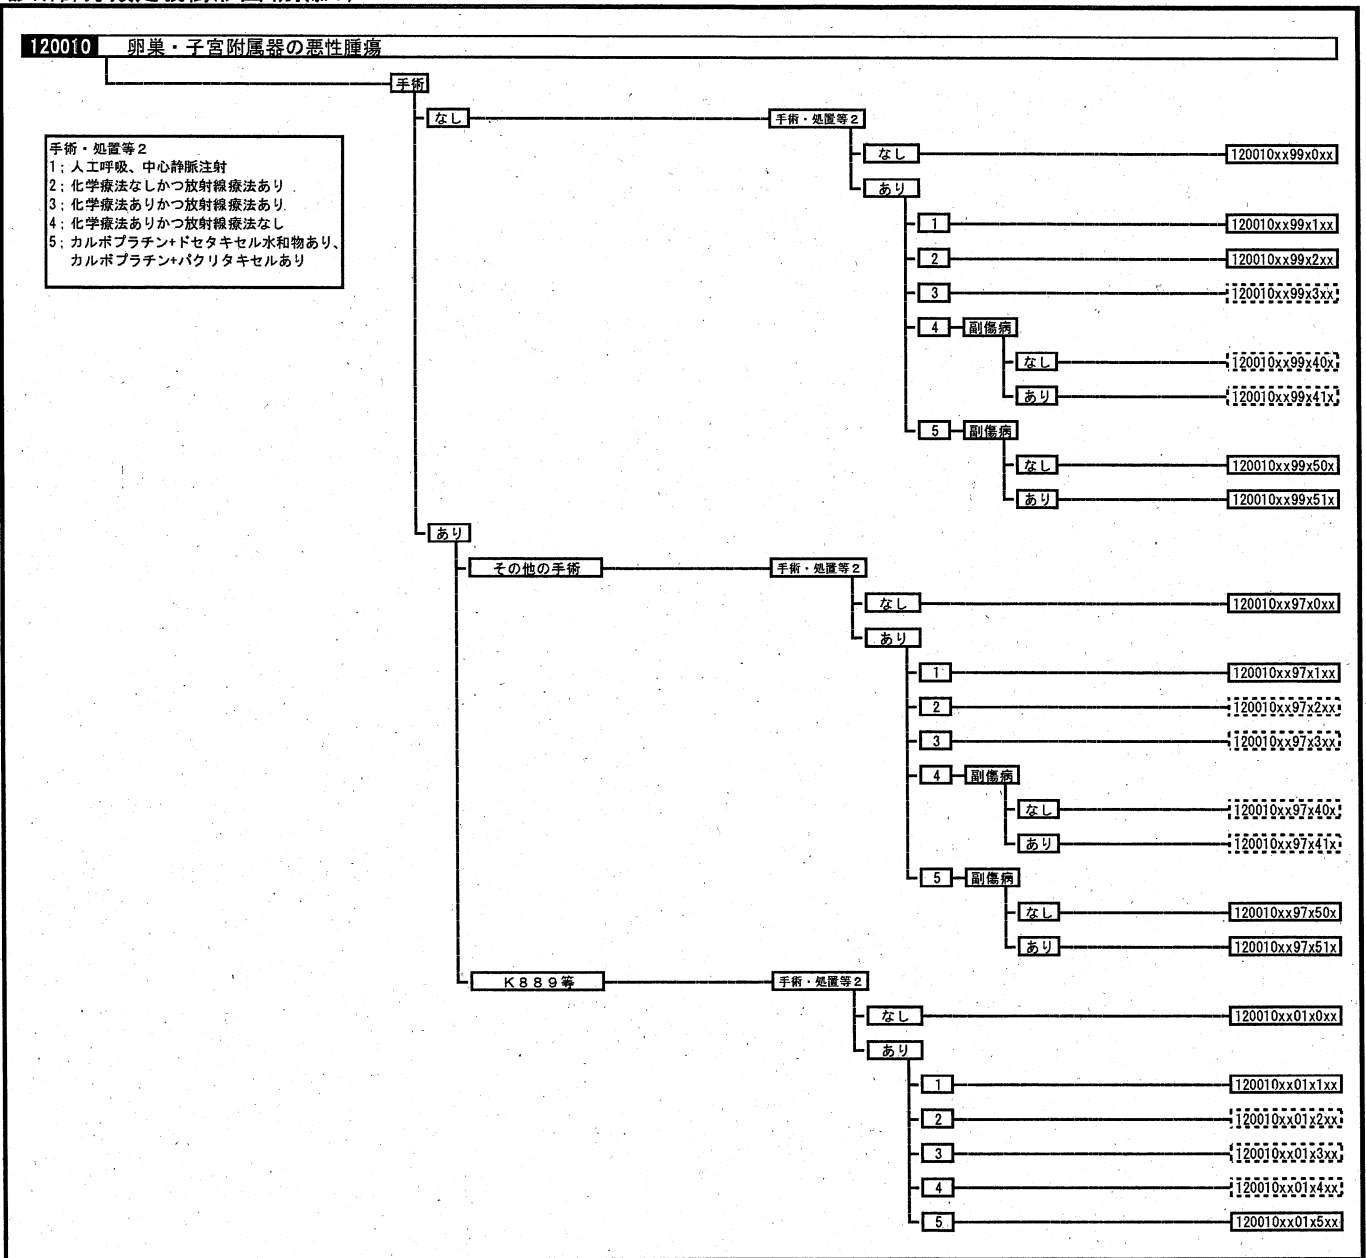 120010 卵巣・子宮附属器の悪性腫瘍
手術
なし 手術・処置等2
手術・処置等2
1；人工呼吸、中心静脈注射
2；化学療法なしかつ放射線療法あり
3；化学療法ありかつ放射線療法あり
4；化学療法ありかつ放射線療法なし
5；カルボプラチン+ドセタキセル水和物あり、
カルボプラチン+パクリタキセルあり
なし 120010xx99x0xx
あり
1 120010xx99x1xx
2 120010xx99x2xx
3 120010xx99x3xx
4 副傷病
なし 120010xx99x40x
あり 120010xx99x41x
5 副傷病
なし 120010xx99x50x
あり 120010xx99x51x
あり
その他の手術 手術・処置等2
なし 120010xx97x0xx
あり
1 120010xx97x1xx
2 120010xx97x2xx
3 120010xx97x3xx
4 副傷病
なし 120010xx97x40x
あり 120010xx97x41x
5 副傷病
なし 120010xx97x50x
あり 120010xx97x51x
K889等 手術・処置等2
なし 120010xx01x0xx
あり
1 120010xx01x1xx
2 120010xx01x2xx
3 120010xx01x3xx
4 120010xx01x4xx
5 120010xx01x5xx